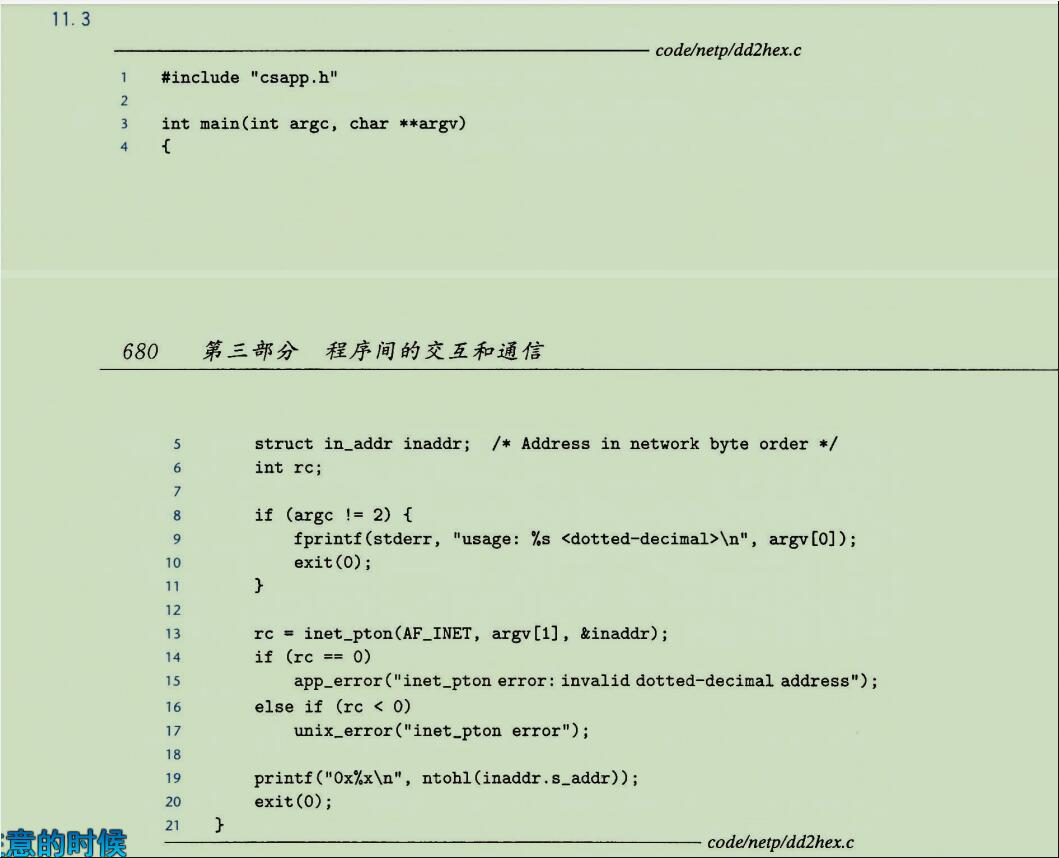 11.3
code/netp/dd2hex.c
1 #include "csapp.h"
2
3 int main(int argc, char **argv)
4 {
680 第三部分 程序间的交互和通信
5 struct in_addr inaddr; /* Address in network byte order */
6 int rc;
7
8 if (argc != 2) {
9 fprintf(stderr, "usage: %s <dotted-decimal>\n", argv[0]);
10 exit(0);
11 }
12
13 rc = inet_pton(AF_INET, argv[1], &inaddr);
14 if (rc == 0)
15 app_error("inet_pton error: invalid dotted-decimal address");
16 else if (rc < 0)
17 unix_error("inet_pton error");
18
19 printf("0x%x\n", ntohl(inaddr.s_addr));
20 exit(0);
21 }
code/netp/dd2hex.c
意的时候